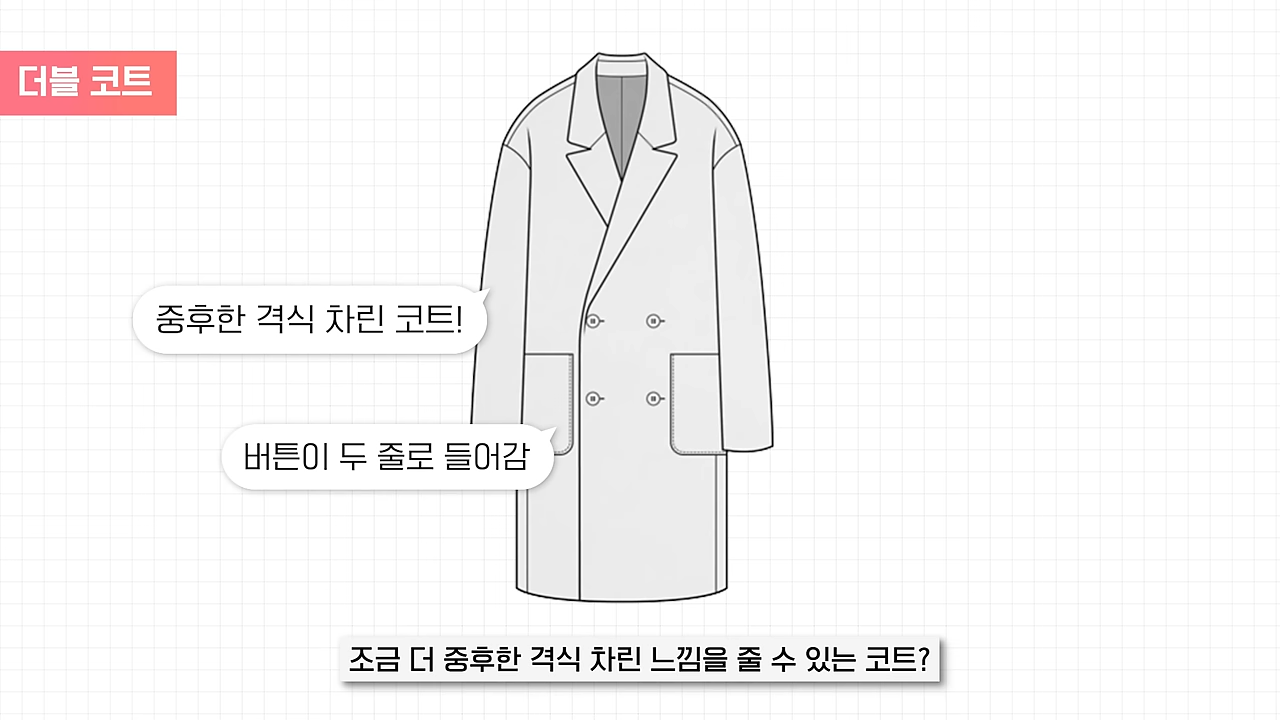 더블 코트
중후한 격식 차린 코트!
버튼이 두 줄로 들어감
조금 더 중후한 격식 차린 느낌을 줄 수 있는 코트?